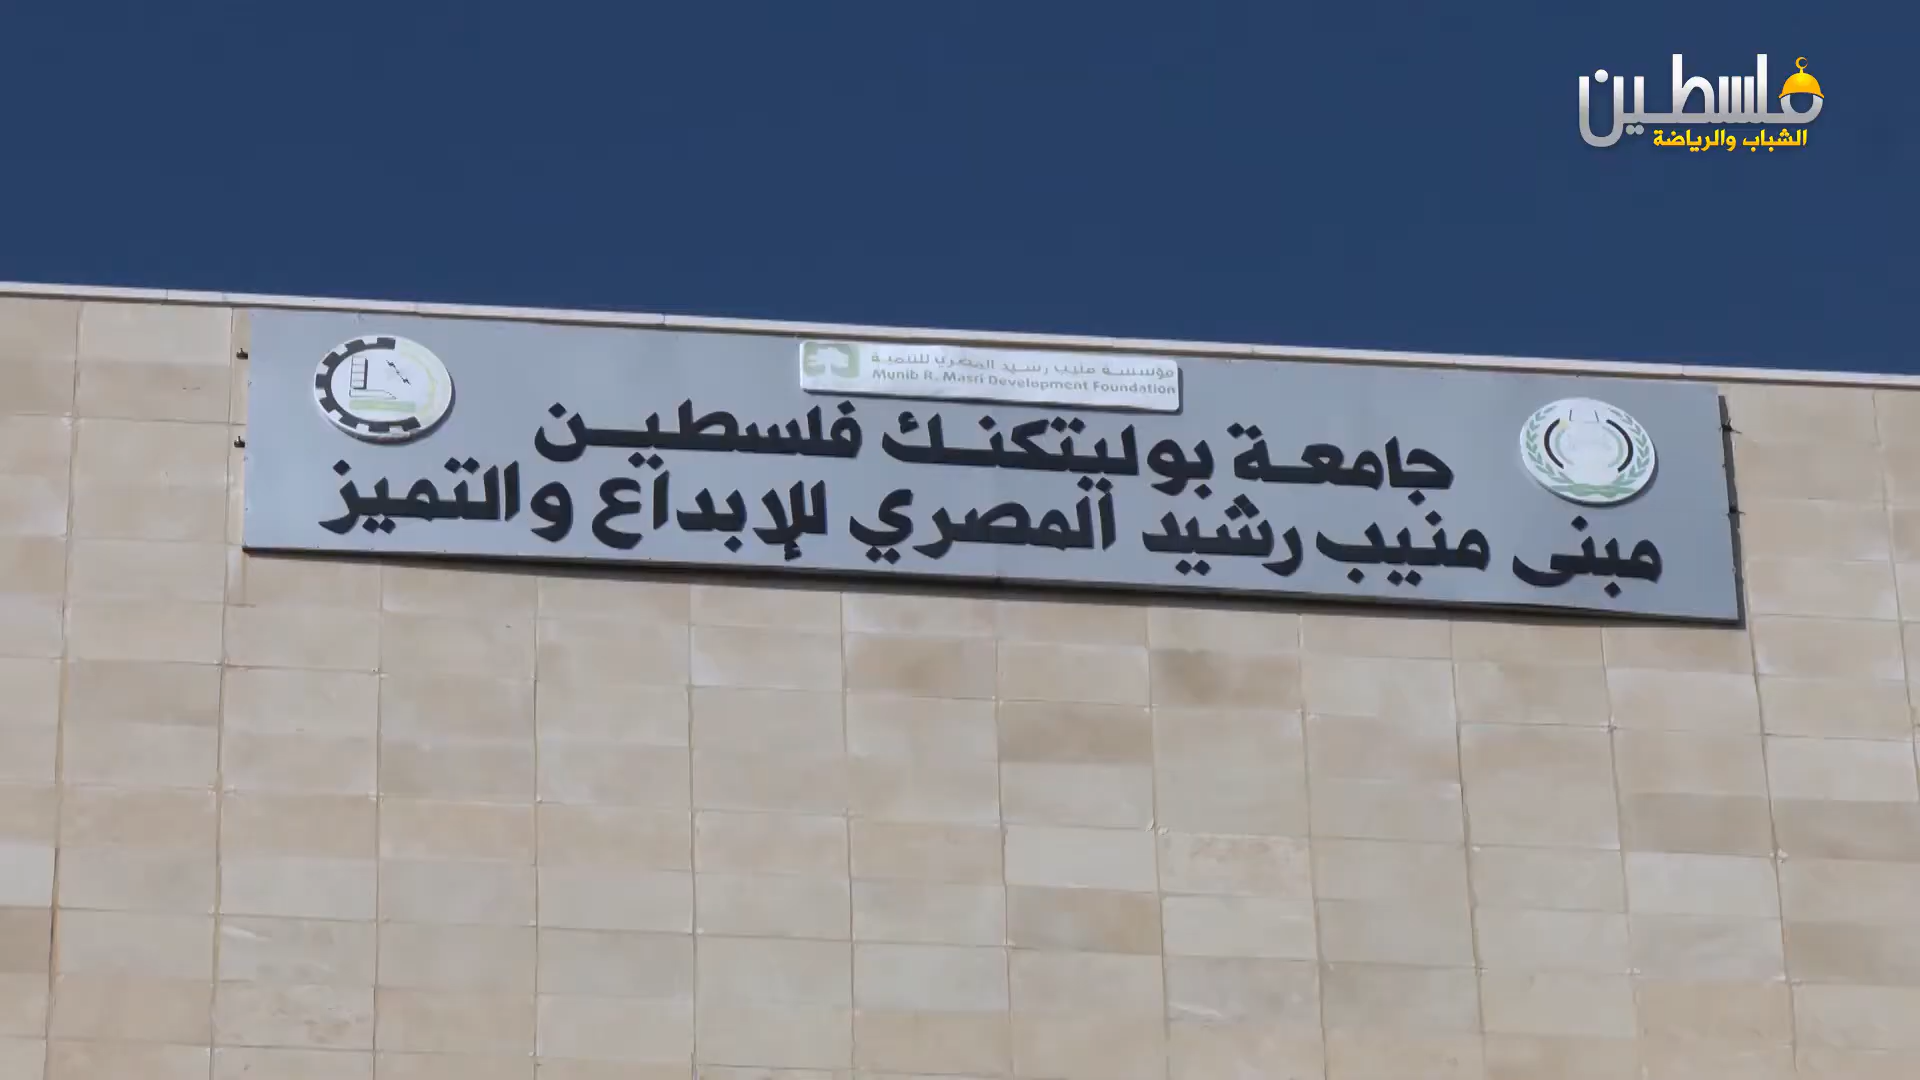 فلسطين
الشباب والرياضة
مؤسسة منيب رشيد المصري للتنمية
Munib R. Masri Development Foundation
جامعة بوليتكنك فلسطين
مبنى منيب رشيد المصري للإبداع والتميز